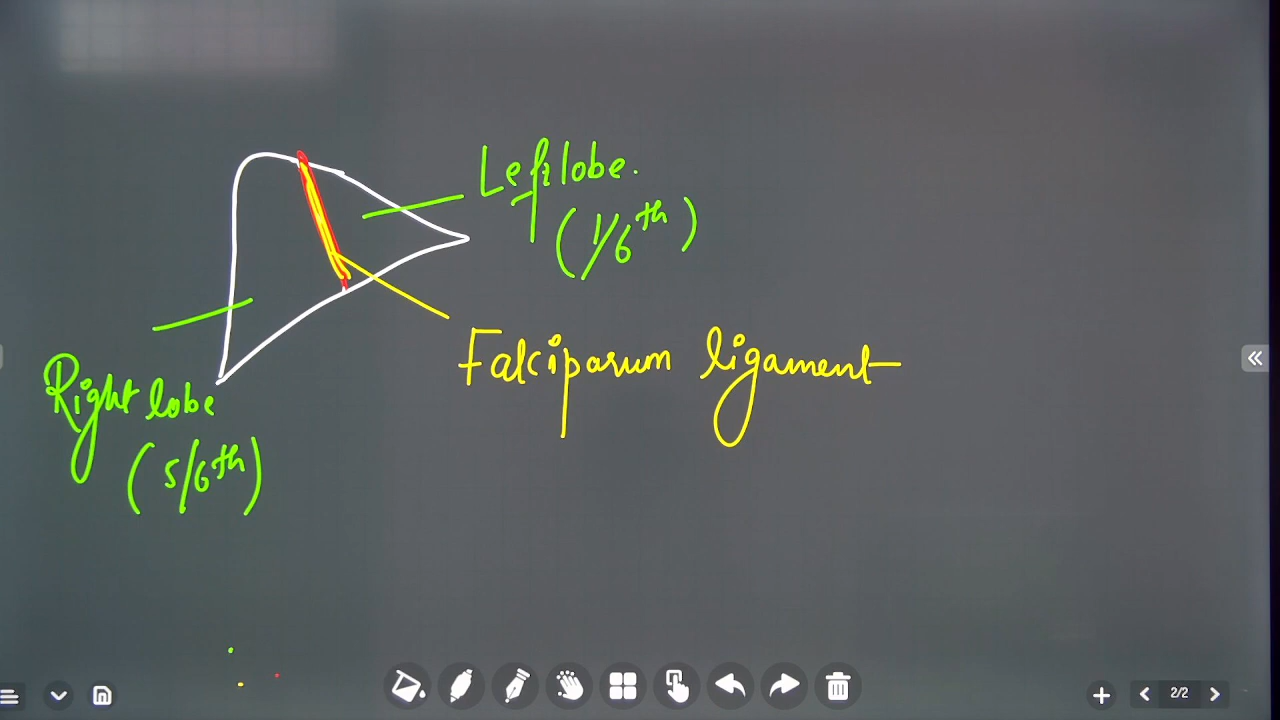 Left lobe.
(1/6th)
Falciparum ligament
Right lobe
(5/6th)
2/2